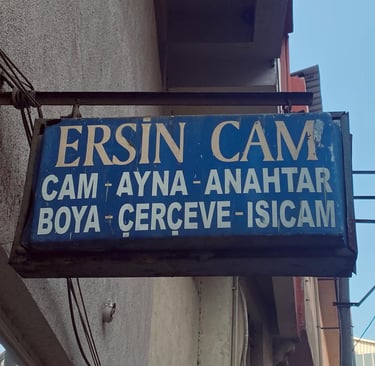 ERSİN CAM
CAM - AYNA - ANAHTAR
BOYA - ÇERÇEVE - ISICAM